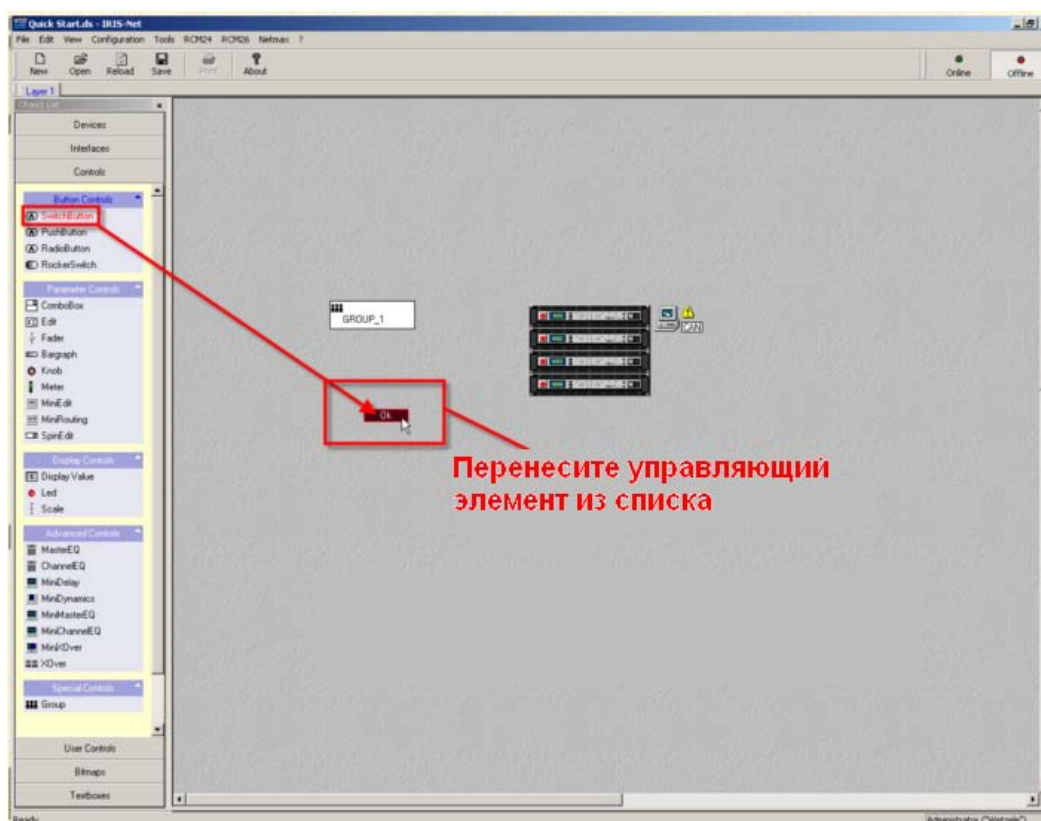 Quick Start.ds - IRIS-Net
File Edit View Configuration Tools RCM24 RCM26 Netmax ?
New Open Reload Save Print About Online Offline
Layer 1
Object List
Devices
Interfaces
Controls
Button Controls
SwitchButton
PushButton
RadioButton
RockerSwitch
Parameter Controls
ComboBox
Edit
Fader
Bargraph
Knob
Meter
MiniEdit
MiniRouting
SpinEdit
Display Controls
Display Value
Led
Scale
Advanced Controls
MasterEQ
ChannelEQ
MiniDelay
MiniDynamics
MiniMasterEQ
MiniChannelEQ
MiniXOver
XOver
Special Controls
Group
User Controls
Bitmaps
Textboxes
GROUP_1
CAN
Ok
Перенесите управляющий
элемент из списка
Ready